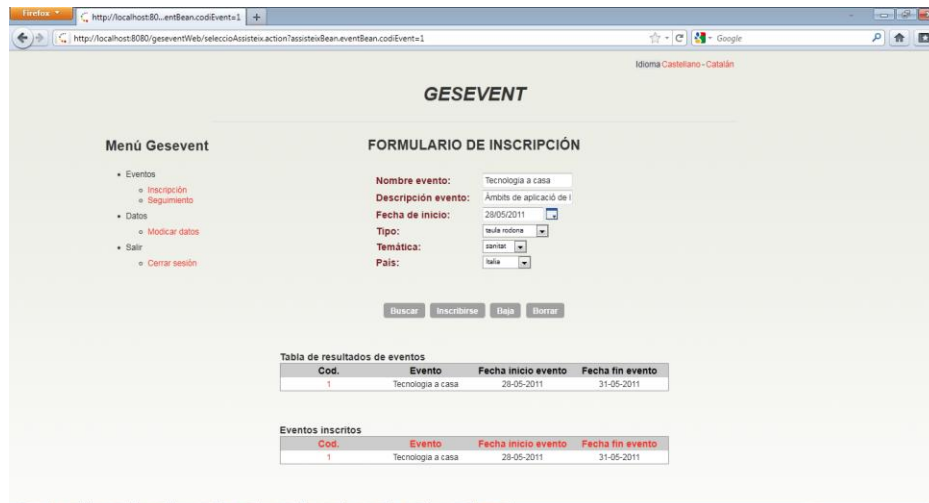 Firefox
http://localhost:80...entBean.codiEvent=1
http://localhost:8080/geseventWeb/seleccioAssisteix.action?assisteixBean.eventBean.codiEvent=1
Google
Idioma Castellano - Catalán
GESEVENT
Menú Gesevent
Eventos
Inscripción
Seguimiento
Datos
Modicar datos
Salir
Cerrar sesión
FORMULARIO DE INSCRIPCIÓN
Nombre evento: Tecnologia a casa
Descripción evento: Àmbits de aplicació de l
Fecha de inicio: 28/05/2011
Tipo: taula rodona
Temática: sanitat
País: Italia
Buscar Inscribirse Baja Borrar
Tabla de resultados de eventos
Cod. Evento Fecha inicio evento Fecha fin evento
1 Tecnologia a casa 28-05-2011 31-05-2011
Eventos inscritos
Cod. Evento Fecha inicio evento Fecha fin evento
1 Tecnologia a casa 28-05-2011 31-05-2011